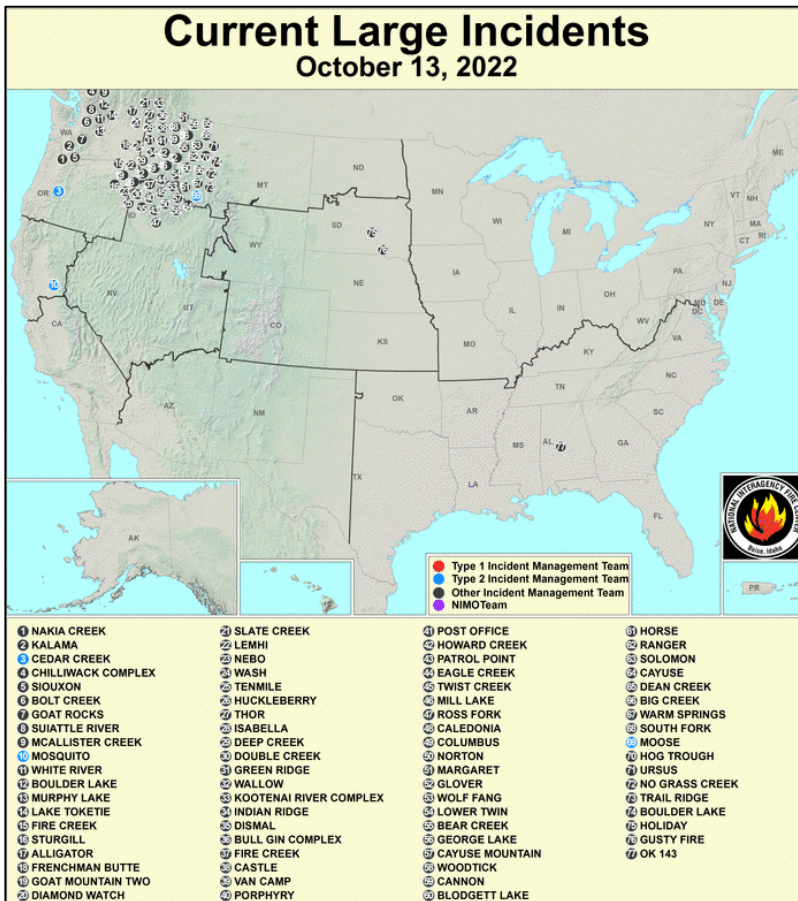 Current Large Incidents
October 13, 2022
WA
OR
ID
MT
ND
MN
WI
MI
ME
VT
NH
NY
MA
CT
RI
WY
SD
IA
NE
NV
UT
CO
CA
KS
MO
IL
IN
OH
PA
NJ
MD
DE
DC
WV
VA
KY
AZ
NM
OK
AR
TN
NC
SC
MS
AL
GA
TX
LA
FL
AK
HI
PR
3
10
75
76
77
NATIONAL INTERAGENCY FIRE CENTER
Boise, Idaho
Type 1 Incident Management Team
Type 2 Incident Management Team
Other Incident Management Team
NIMOTeam
1 NAKIA CREEK
2 KALAMA
3 CEDAR CREEK
4 CHILLIWACK COMPLEX
5 SIOUXON
6 BOLT CREEK
7 GOAT ROCKS
8 SUIATTLE RIVER
9 MCALLISTER CREEK
10 MOSQUITO
11 WHITE RIVER
12 BOULDER LAKE
13 MURPHY LAKE
14 LAKE TOKETIE
15 FIRE CREEK
16 STURGILL
17 ALLIGATOR
18 FRENCHMAN BUTTE
19 GOAT MOUNTAIN TWO
20 DIAMOND WATCH
21 SLATE CREEK
22 LEMHI
23 NEBO
24 WASH
25 TENMILE
26 HUCKLEBERRY
27 THOR
28 ISABELLA
29 DEEP CREEK
30 DOUBLE CREEK
31 GREEN RIDGE
32 WALLOW
33 KOOTENAI RIVER COMPLEX
34 INDIAN RIDGE
35 DISMAL
36 BULL GIN COMPLEX
37 FIRE CREEK
38 CASTLE
39 VAN CAMP
40 PORPHYRY
41 POST OFFICE
42 HOWARD CREEK
43 PATROL POINT
44 EAGLE CREEK
45 TWIST CREEK
46 MILL LAKE
47 ROSS FORK
48 CALEDONIA
49 COLUMBUS
50 NORTON
51 MARGARET
52 GLOVER
53 WOLF FANG
54 LOWER TWIN
55 BEAR CREEK
56 GEORGE LAKE
57 CAYUSE MOUNTAIN
58 WOODTICK
59 CANNON
60 BLODGETT LAKE
61 HORSE
62 RANGER
63 SOLOMON
64 CAYUSE
65 DEAN CREEK
66 BIG CREEK
67 WARM SPRINGS
68 SOUTH FORK
69 MOOSE
70 HOG TROUGH
71 URSUS
72 NO GRASS CREEK
73 TRAIL RIDGE
74 BOULDER LAKE
75 HOLIDAY
76 GUSTY FIRE
77 OK 143